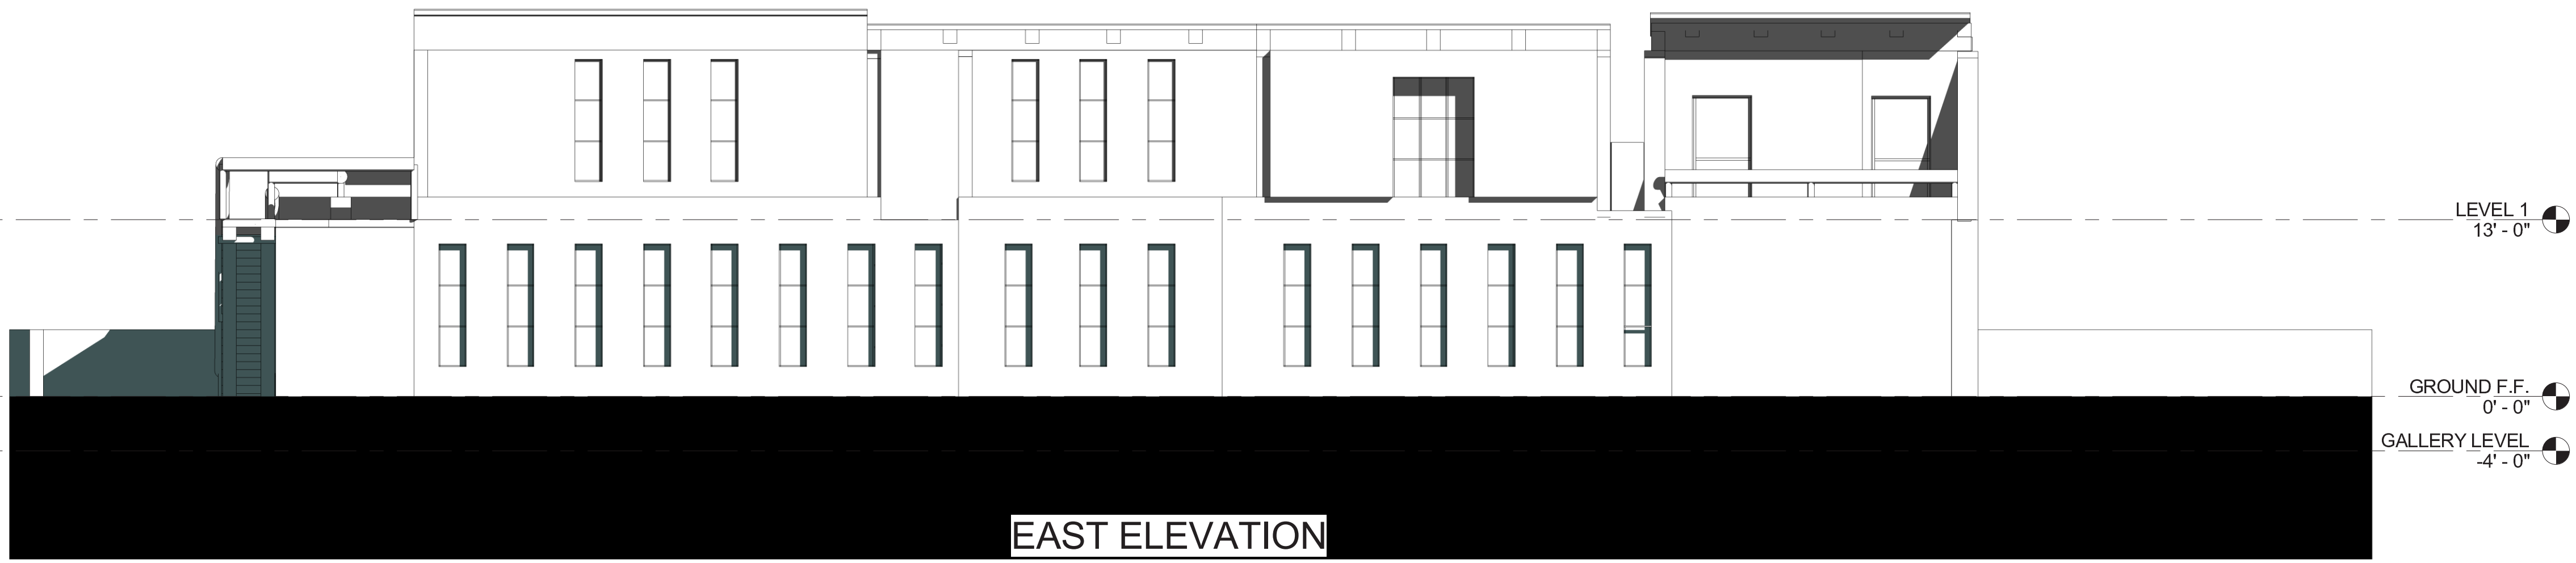 LEVEL 1
13' - 0"
GROUND F.F.
0' - 0"
GALLERY LEVEL
-4' - 0"
EAST ELEVATION